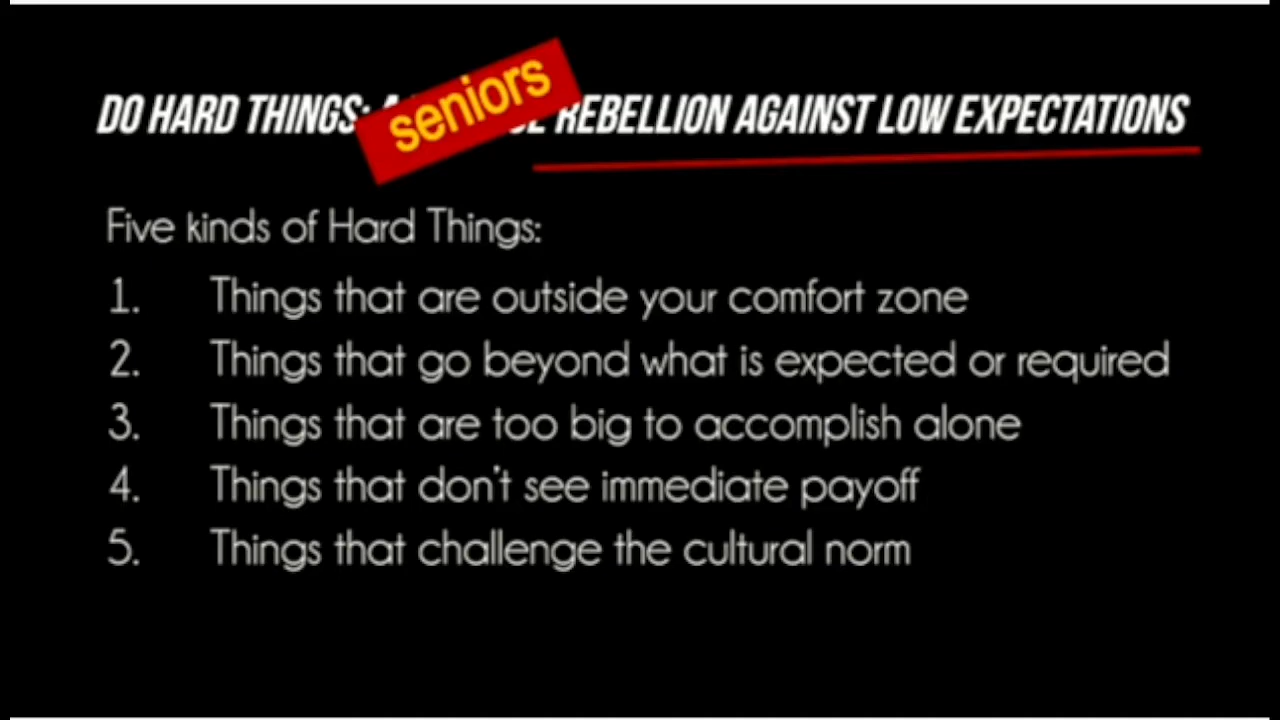 DO HARD THINGS: seniors REBELLION AGAINST LOW EXPECTATIONS
Five kinds of Hard Things:
1. Things that are outside your comfort zone
2. Things that go beyond what is expected or required
3. Things that are too big to accomplish alone
4. Things that don't see immediate payoff
5. Things that challenge the cultural norm